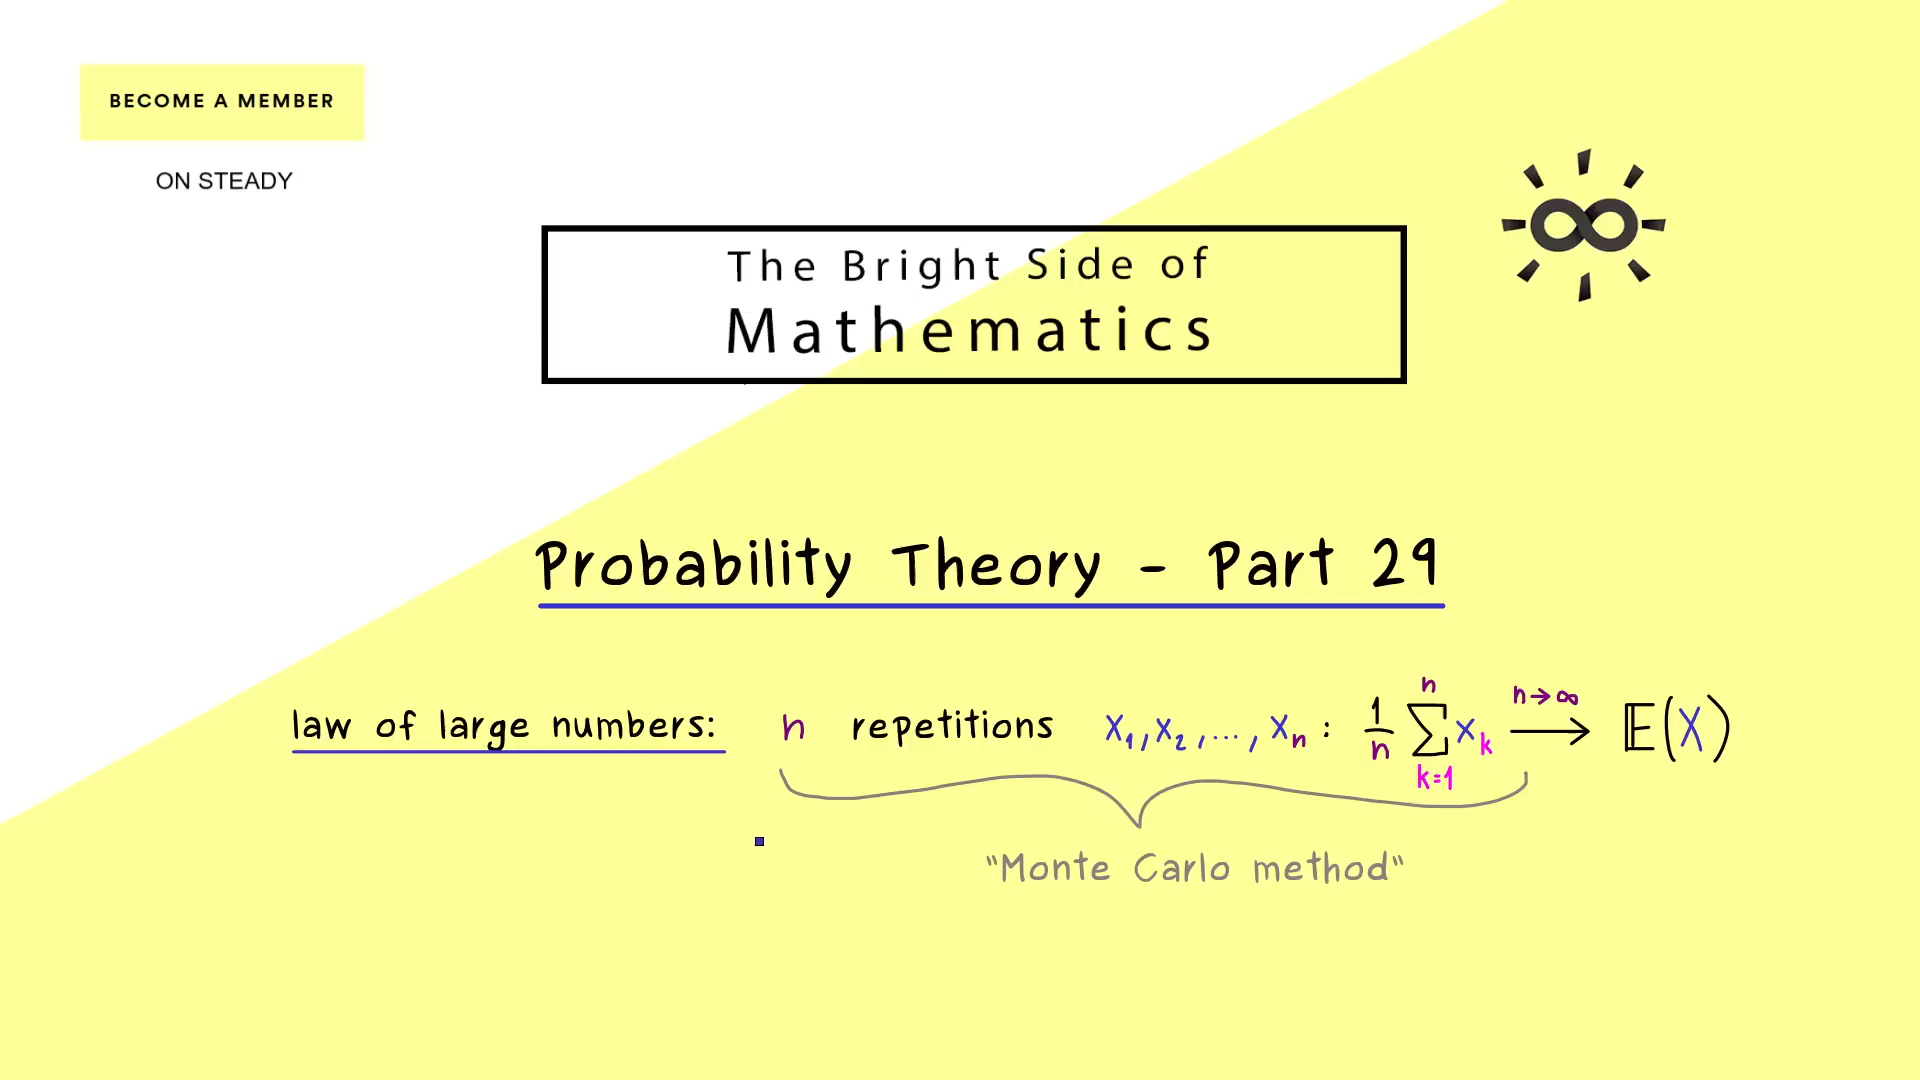 BECOME A MEMBER
ON STEADY
The Bright Side of
Mathematics
Probability Theory - Part 29
law of large numbers: n repetitions x₁, x₂, ..., xₙ : 1/n ∑ₖ₌₁ⁿ xₖ n→∞ ⟶ 𝔼(X)
"Monte Carlo method"